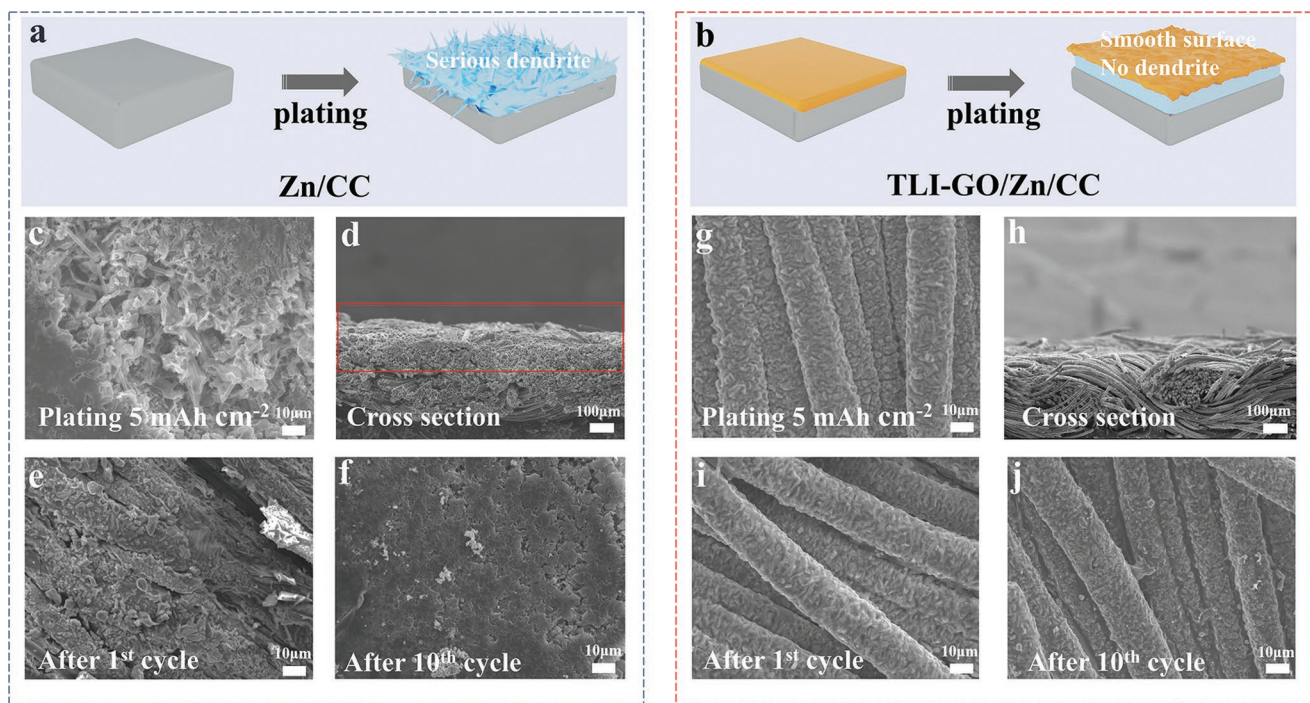 a
Serious dendrite
plating
Zn/CC
b
Smooth surface
No dendrite
plating
TLI-GO/Zn/CC
c
Plating 5 mAh cm⁻²
10μm
d
Cross section
100μm
e
After 1ˢᵗ cycle
10μm
f
After 10ᵗʰ cycle
10μm
g
Plating 5 mAh cm⁻²
10μm
h
Cross section
100μm
i
After 1ˢᵗ cycle
10μm
j
After 10ᵗʰ cycle
10μm